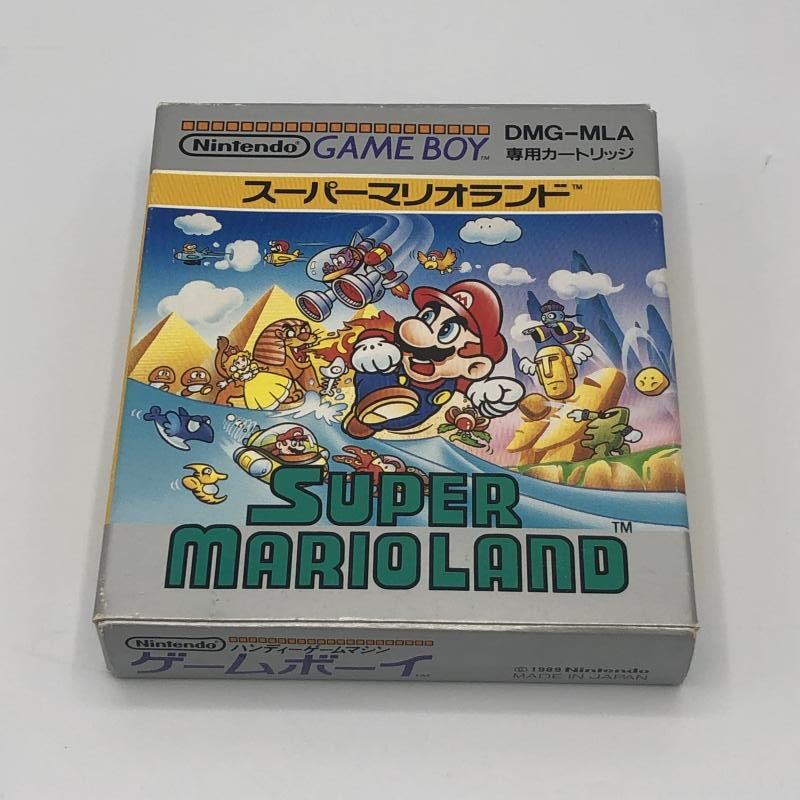 Nintendo GAME BOY™ DMG-MLA
専用カートリッジ
スーパーマリオランド™
SUPER
MARIOLAND™
Nintendo ハンディーゲームマシン
ゲームボーイ™
© 1989 Nintendo
MADE IN JAPAN